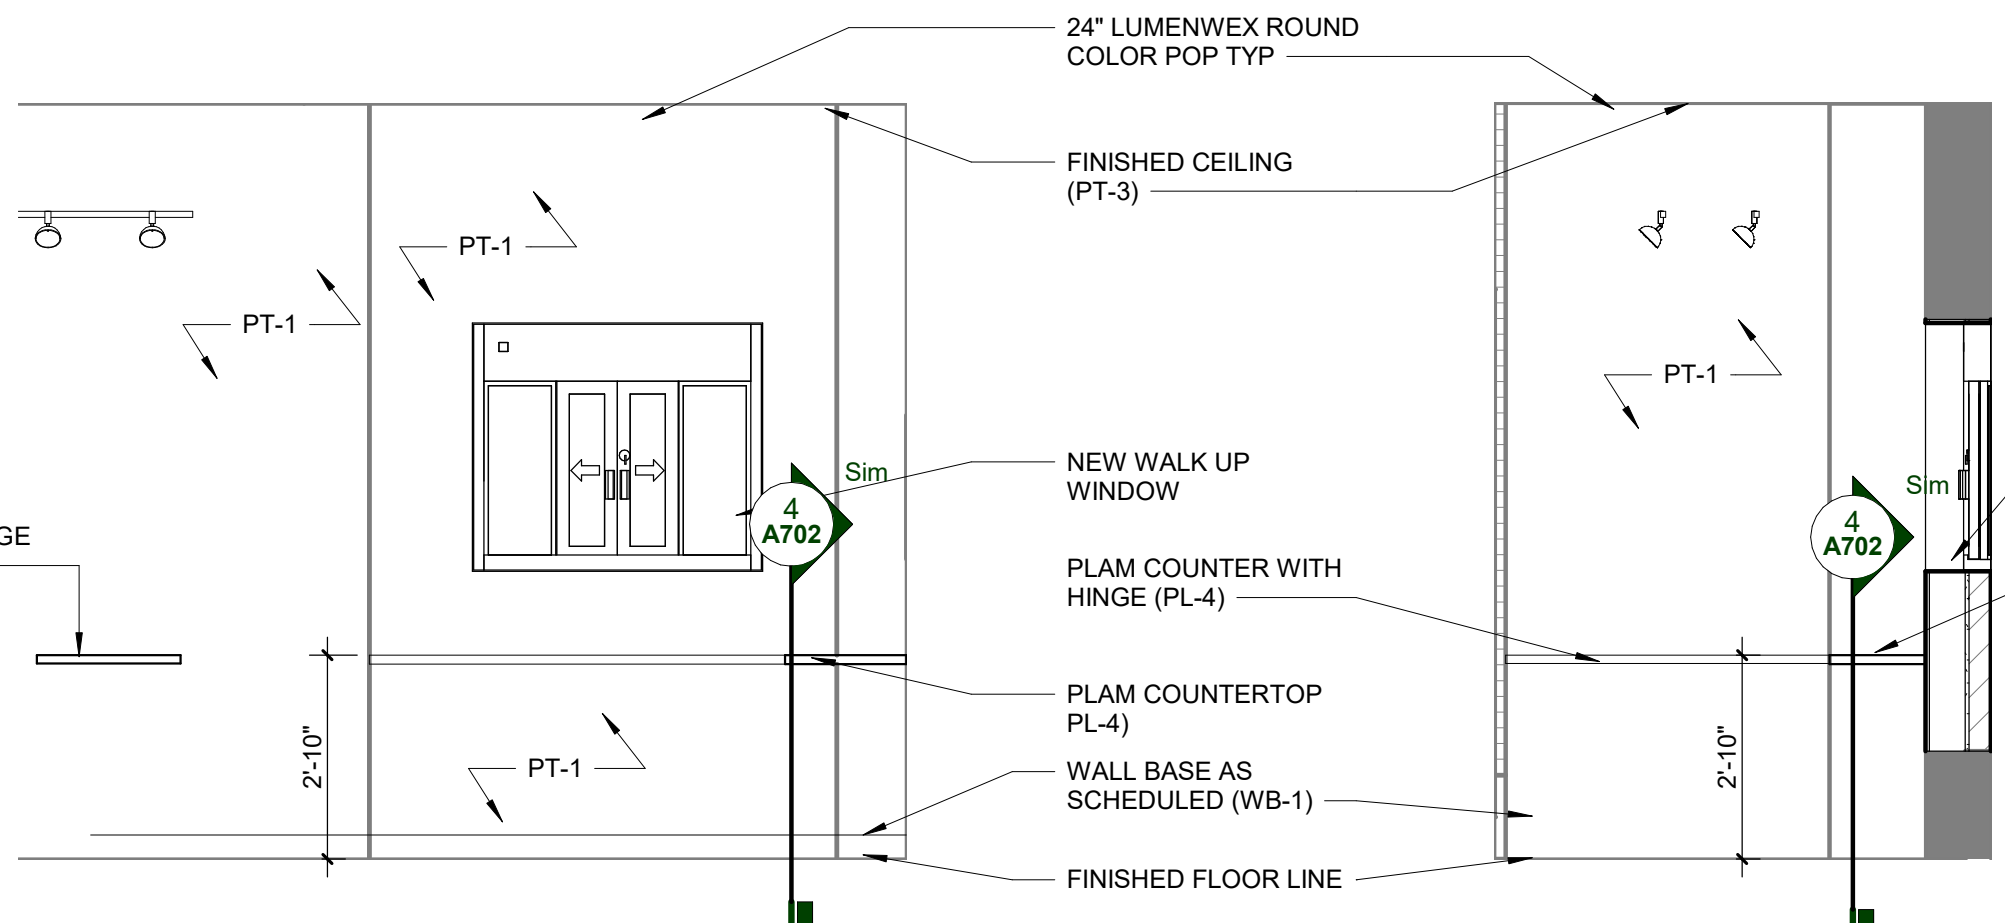 24" LUMENWEX ROUND
COLOR POP TYP
FINISHED CEILING
(PT-3)
PT-1
PT-1
PT-1
NEW WALK UP
WINDOW
Sim
4
A702
Sim
4
A702
GE
PLAM COUNTER WITH
HINGE (PL-4)
PLAM COUNTERTOP
PL-4)
2'-10"
2'-10"
PT-1
WALL BASE AS
SCHEDULED (WB-1)
FINISHED FLOOR LINE